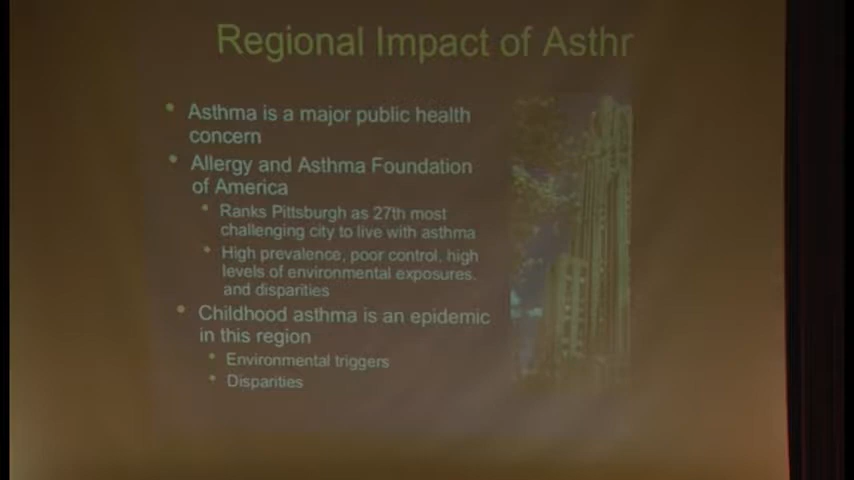 Regional Impact of Asthr
• Asthma is a major public health
concern
• Allergy and Asthma Foundation
of America
• Ranks Pittsburgh as 27th most
challenging city to live with asthma
• High prevalence, poor control, high
levels of environmental exposures,
and disparities
• Childhood asthma is an epidemic
in this region
• Environmental triggers
• Disparities